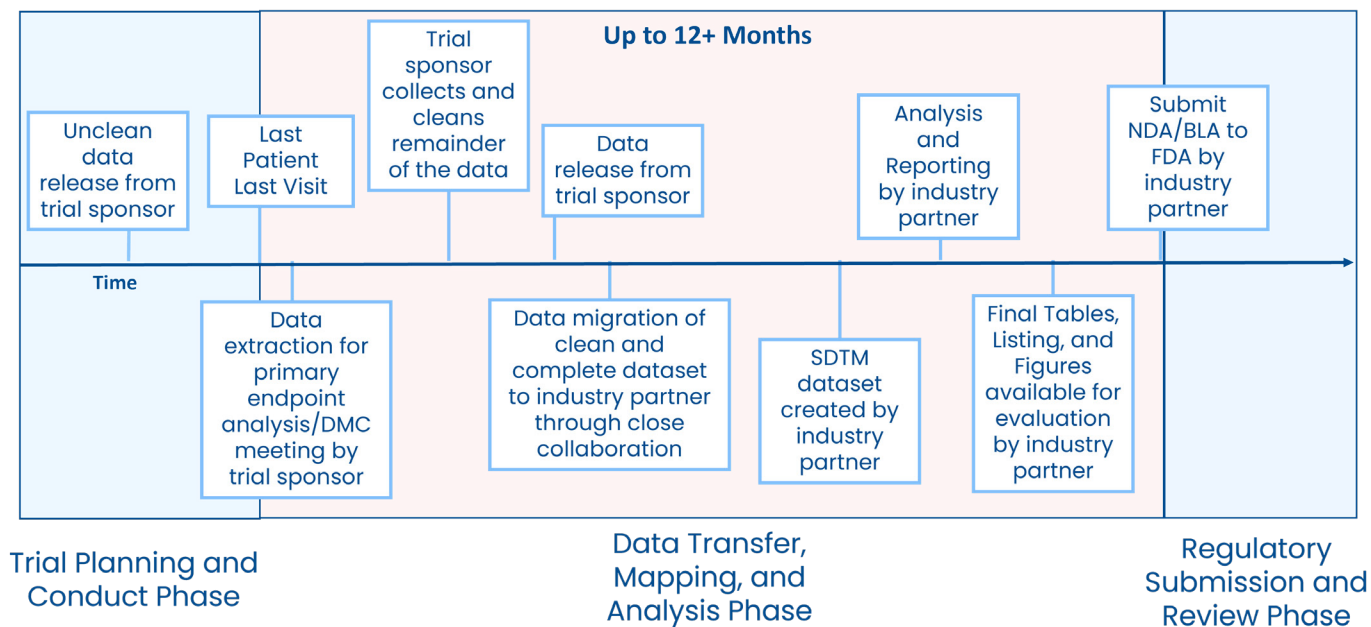 Up to 12+ Months
Unclean
data
release from
trial sponsor
Last
Patient
Last Visit
Trial
sponsor
collects and
cleans
remainder
of the data
Data
release from
trial sponsor
Analysis
and
Reporting
by industry
partner
Submit
NDA/BLA to
FDA by
industry
partner
Time
Data
extraction for
primary
endpoint
analysis/DMC
meeting by
trial sponsor
Data migration of
clean and
complete dataset
to industry partner
through close
collaboration
SDTM
dataset
created by
industry
partner
Final Tables,
Listing, and
Figures
available for
evaluation
by industry
partner
Trial Planning and
Conduct Phase
Data Transfer,
Mapping, and
Analysis Phase
Regulatory
Submission and
Review Phase